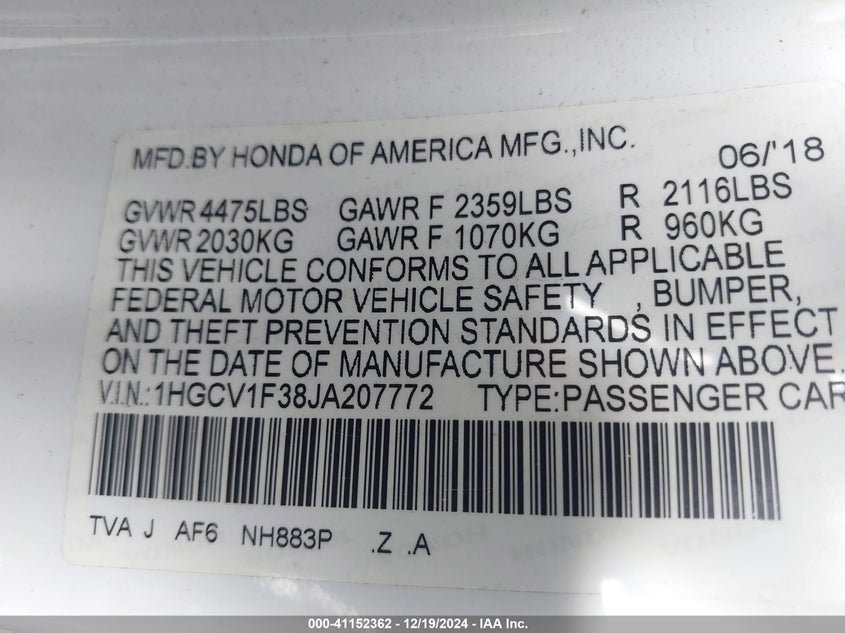 MFD.BY HONDA OF AMERICA MFG.,INC. 06/'18
GVWR 4475LBS GAWR F 2359LBS R 2116LBS
GVWR 2030KG GAWR F 1070KG R 960KG
THIS VEHICLE CONFORMS TO ALL APPLICABLE
FEDERAL MOTOR VEHICLE SAFETY , BUMPER,
AND THEFT PREVENTION STANDARDS IN EFFECT
ON THE DATE OF MANUFACTURE SHOWN ABOVE.
V.I.N.:1HGCV1F38JA207772 TYPE:PASSENGER CAR
TVA J AF6 NH883P .Z .A
000-41152362 - 12/19/2024 - IAA Inc.